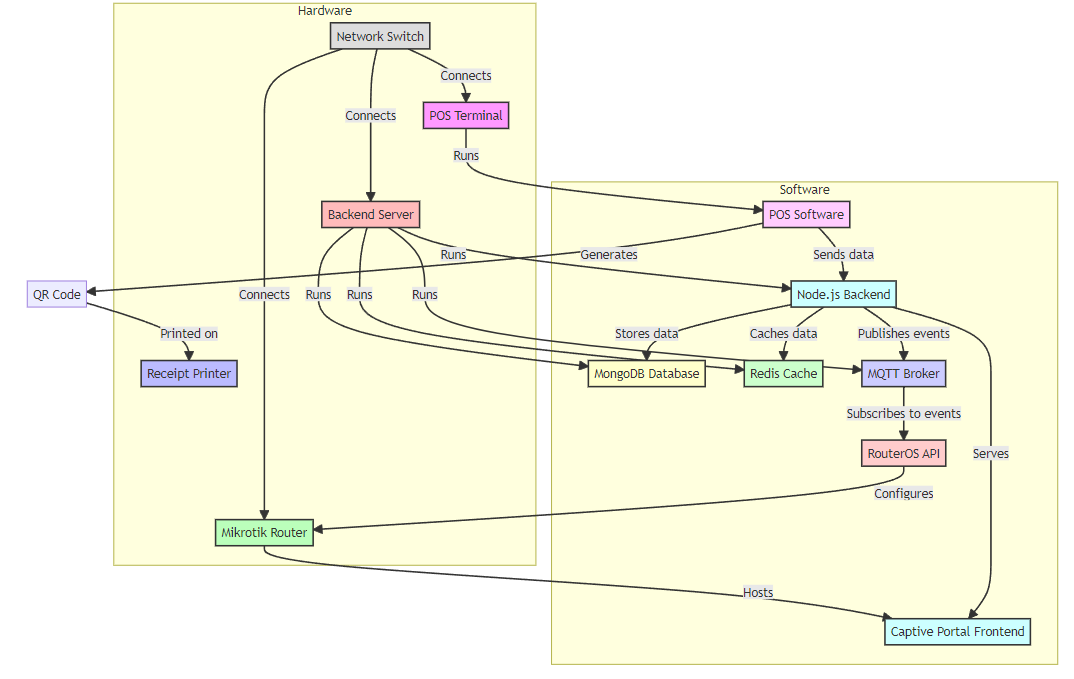 Hardware
Network Switch
Connects
POS Terminal
Connects
Runs
Software
Backend Server
POS Software
Runs
Generates
Sends data
QR Code
Connects
Runs
Runs
Runs
Node.js Backend
Printed on
Stores data
Caches data
Publishes events
Receipt Printer
MongoDB Database
Redis Cache
MQTT Broker
Subscribes to events
RouterOS API
Serves
Configures
Mikrotik Router
Hosts
Captive Portal Frontend